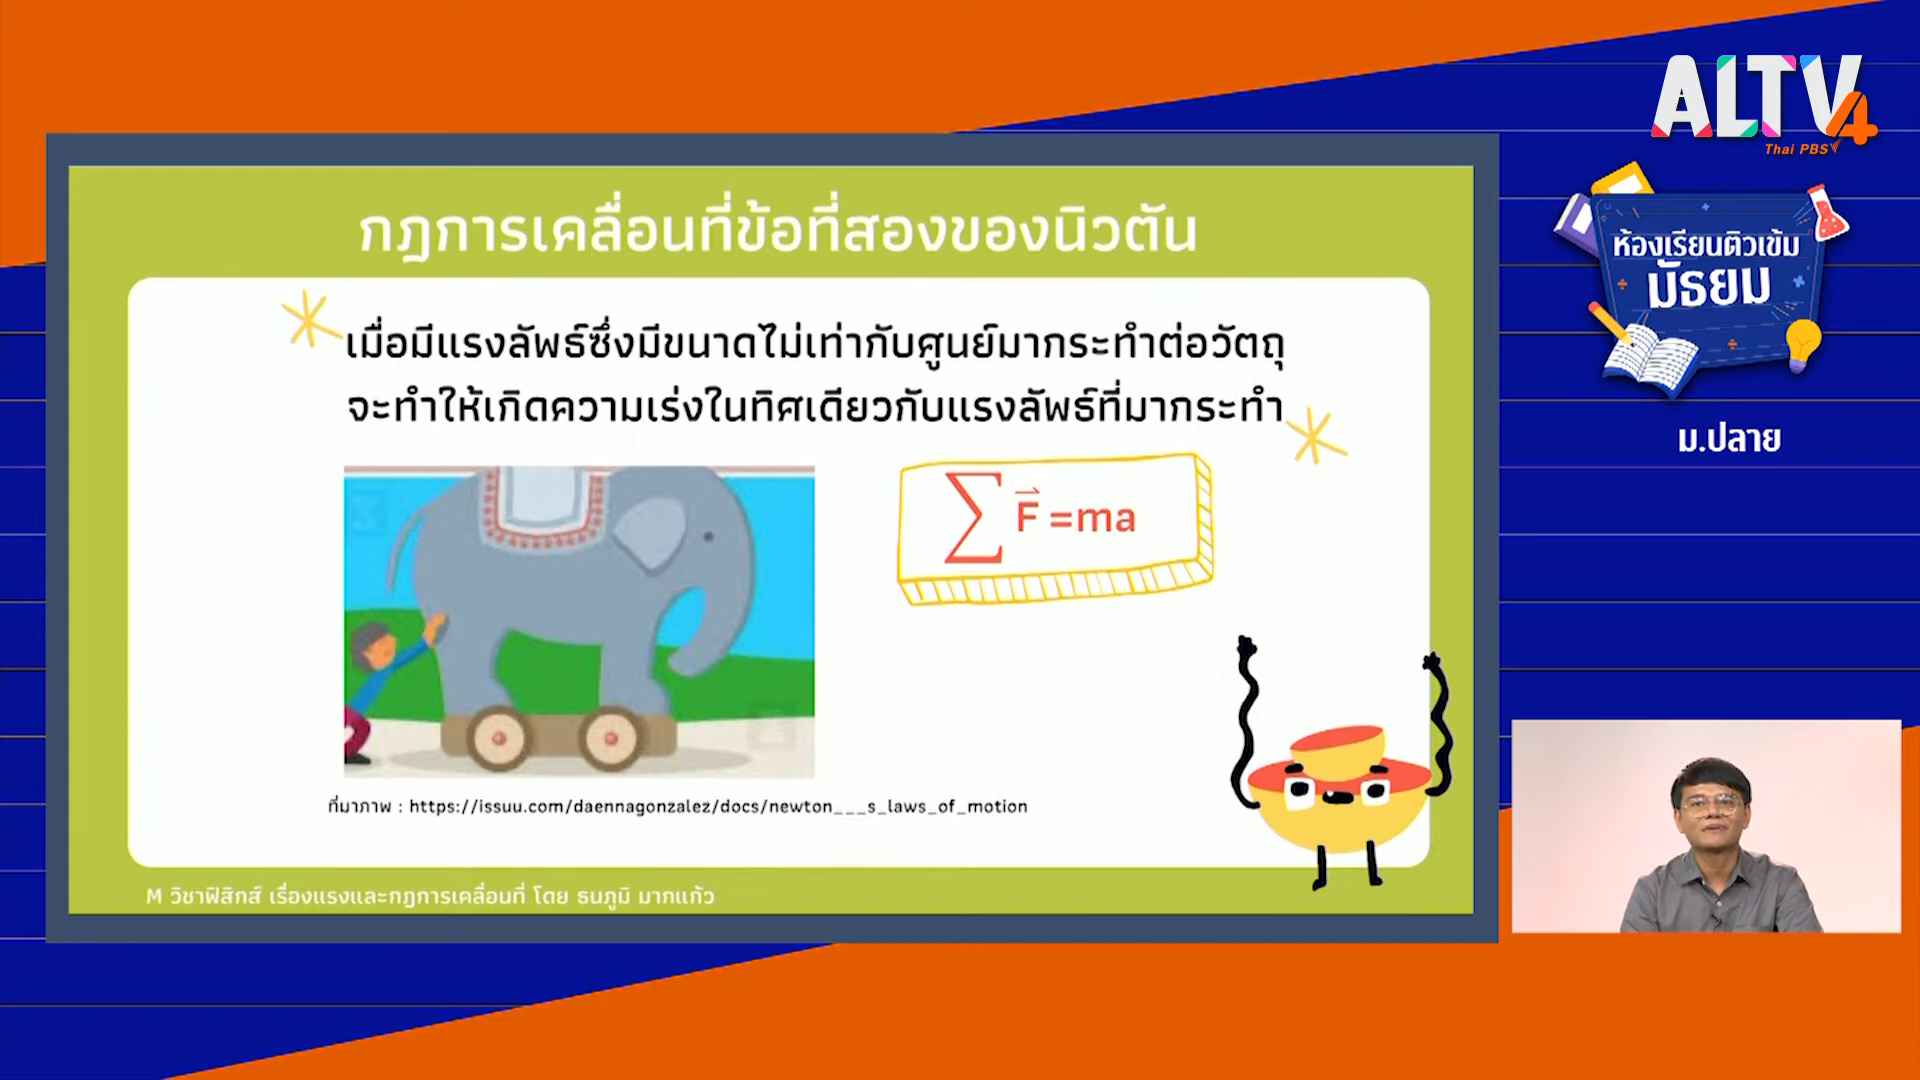 ALTV4
Thai PBS
ห้องเรียนติวเข้ม
มัธยม
ม.ปลาย
กฎการเคลื่อนที่ข้อที่สองของนิวตัน
เมื่อมีแรงลัพธ์ซึ่งมีขนาดไม่เท่ากับศูนย์มากระทำต่อวัตถุ
จะทำให้เกิดความเร่งในทิศเดียวกับแรงลัพธ์ที่มากระทำ
∑ F⃗ =ma
ที่มาภาพ : https://issuu.com/daennagonzalez/docs/newton___s_laws_of_motion
M วิชาฟิสิกส์ เรื่องแรงและกฎการเคลื่อนที่ โดย ธนภูมิ มากแก้ว